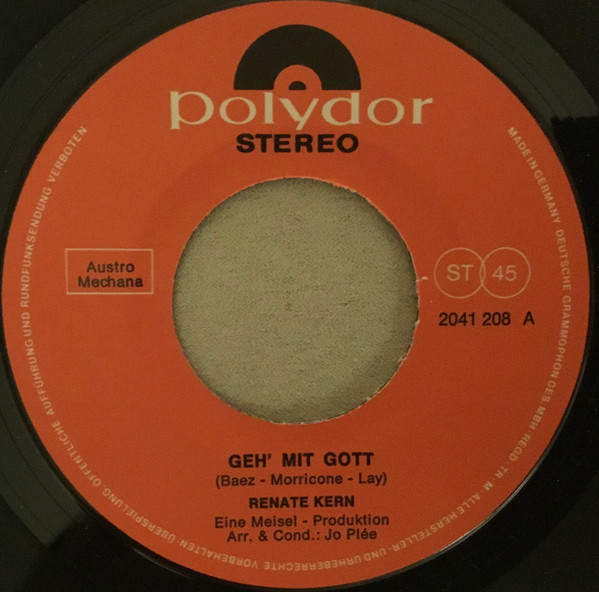 polydor
STEREO
Austro
Mechana
ST 45
2041 208 A
GEH' MIT GOTT
(Baez - Morricone - Lay)
RENATE KERN
Eine Meisel - Produktion
Arr. & Cond.: Jo Plée
MADE IN GERMANY DEUTSCHE GRAMMOPHON GES MBH REGD. TR. M. ALLE HERSTELLER- UND URHEBERRECHTE VORBEHALTEN · ÜBERSPIELUNG ÖFFENTLICHE AUFFÜHRUNG UND RUNDFUNKSENDUNG VERBOTEN